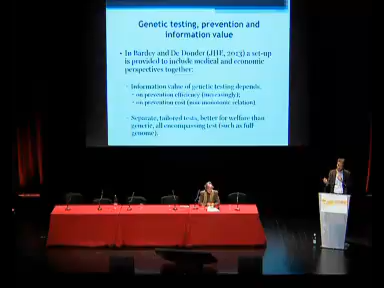 Genetic testing, prevention and
information value
• In Bardey and De Donder (JHE, 2013) a set-up
is provided to include medical and economic
perspectives together:
- Information value of genetic testing depends:
- on prevention efficiency (increasingly);
- on prevention cost (non monotonic relation)
- Separate, tailored tests, better for welfare than
generic, all encompassing test (such as full
genome).